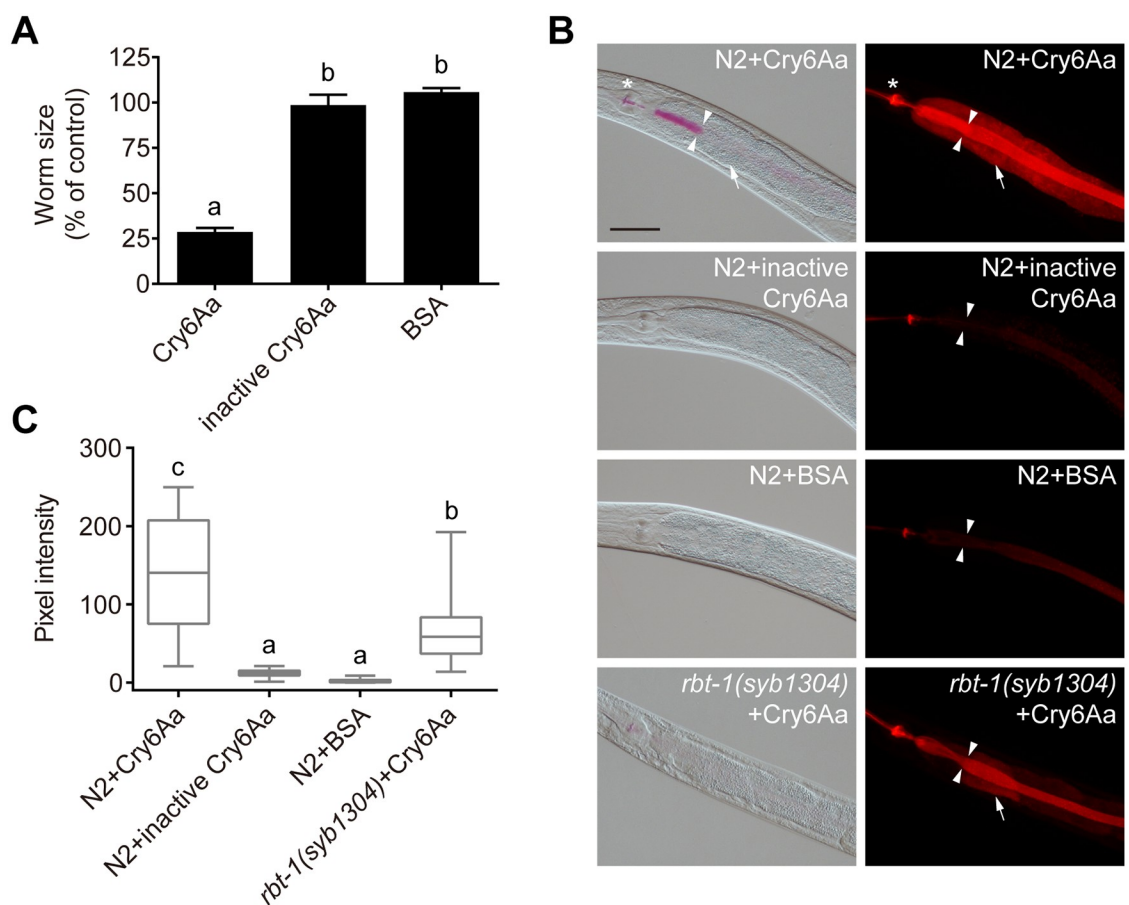 A
Worm size
(% of control)
125
100
75
50
25
0
a
b
b
Cry6Aa
inactive Cry6Aa
BSA
B
N2+Cry6Aa
*
N2+Cry6Aa
*
N2+inactive
Cry6Aa
N2+inactive
Cry6Aa
N2+BSA
N2+BSA
rbt-1(syb1304)
+Cry6Aa
rbt-1(syb1304)
+Cry6Aa
C
Pixel intensity
300
200
100
0
c
a
a
b
N2+Cry6Aa
N2+inactive Cry6Aa
N2+BSA
rbt-1(syb1304)+Cry6Aa